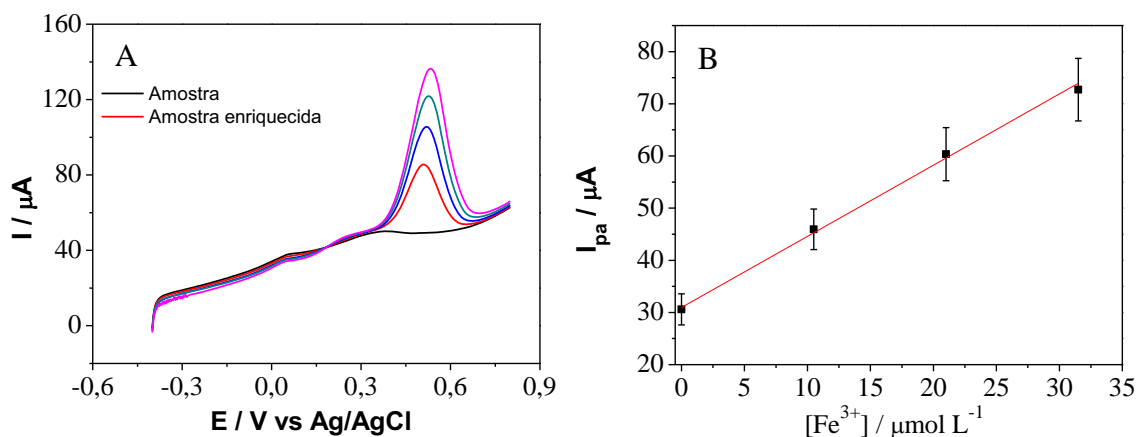 A
Amostra
Amostra enriquecida
160
120
80
40
0
I / µA
-0,6 -0,3 0,0 0,3 0,6 0,9
E / V vs Ag/AgCl
B
80
70
60
50
40
30
20
I_pa / µA
0 5 10 15 20 25 30 35
[Fe³⁺] / µmol L⁻¹